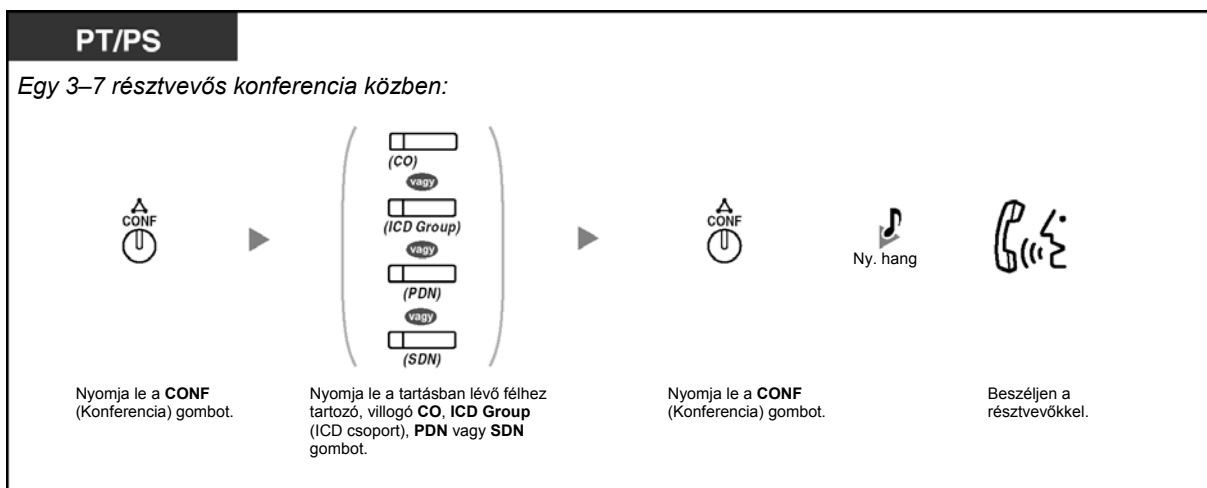 PT/PS
Egy 3–7 résztvevős konferencia közben:
CONF
(CO)
vagy
(ICD Group)
vagy
(PDN)
vagy
(SDN)
CONF
Ny. hang
Nyomja le a CONF
(Konferencia) gombot.
Nyomja le a tartásban lévő félhez
tartozó, villogó CO, ICD Group
(ICD csoport), PDN vagy SDN
gombot.
Nyomja le a CONF
(Konferencia) gombot.
Beszéljen a
résztvevőkkel.